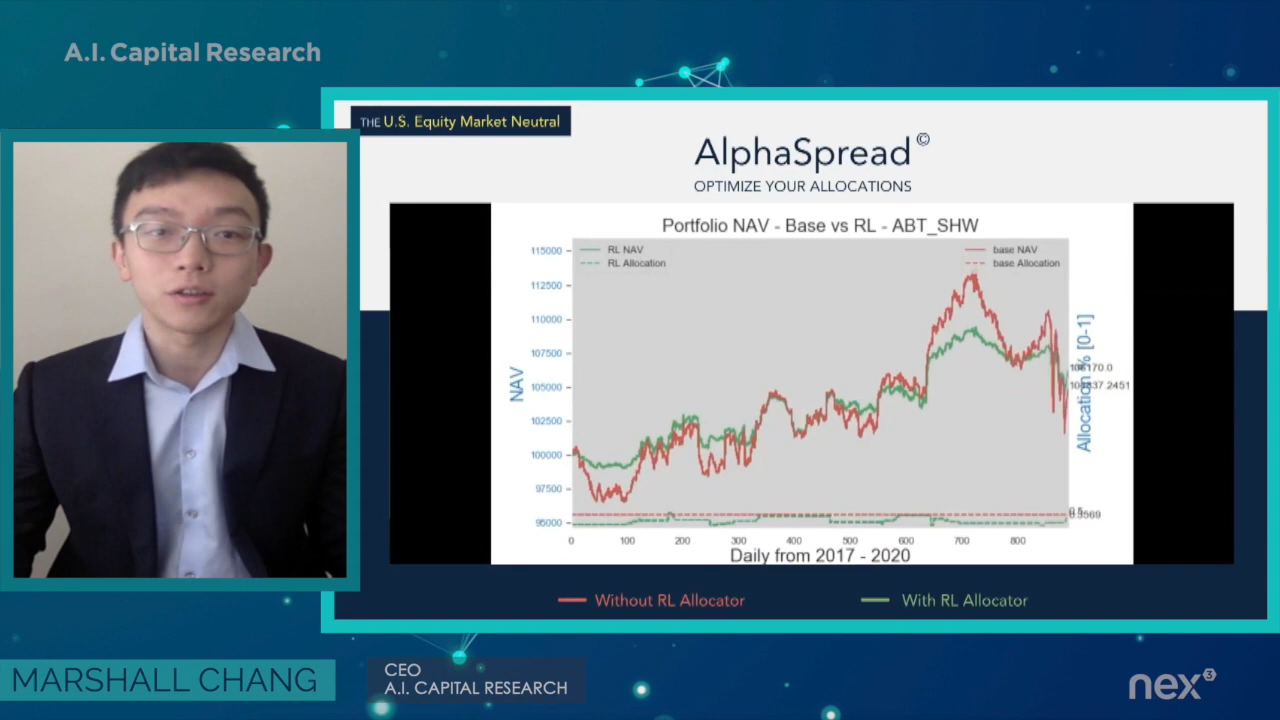 A.I. Capital Research
THE U.S. Equity Market Neutral
AlphaSpread©
OPTIMIZE YOUR ALLOCATIONS
Portfolio NAV - Base vs RL - ABT_SHW
RL NAV
RL Allocation
base NAV
base Allocation
115000
112500
110000
107500
105000
102500
100000
97500
95000
NAV
Allocation % [0-1]
0 100 200 300 400 500 600 700 800
Daily from 2017 - 2020
Without RL Allocator
With RL Allocator
MARSHALL CHANG
CEO
A.I. CAPITAL RESEARCH
nex³